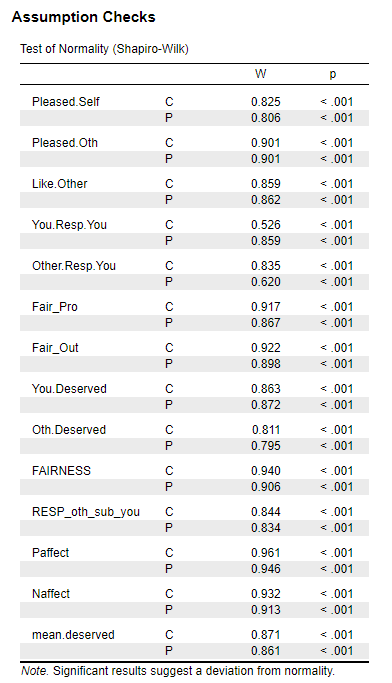 Assumption Checks
Test of Normality (Shapiro-Wilk)
W p
Pleased.Self C 0.825 < .001
P 0.806 < .001
Pleased.Oth C 0.901 < .001
P 0.901 < .001
Like.Other C 0.859 < .001
P 0.862 < .001
You.Resp.You C 0.526 < .001
P 0.859 < .001
Other.Resp.You C 0.835 < .001
P 0.620 < .001
Fair_Pro C 0.917 < .001
P 0.867 < .001
Fair_Out C 0.922 < .001
P 0.898 < .001
You.Deserved C 0.863 < .001
P 0.872 < .001
Oth.Deserved C 0.811 < .001
P 0.795 < .001
FAIRNESS C 0.940 < .001
P 0.906 < .001
RESP_oth_sub_you C 0.844 < .001
P 0.834 < .001
Paffect C 0.961 < .001
P 0.946 < .001
Naffect C 0.932 < .001
P 0.913 < .001
mean.deserved C 0.871 < .001
P 0.861 < .001
Note. Significant results suggest a deviation from normality.